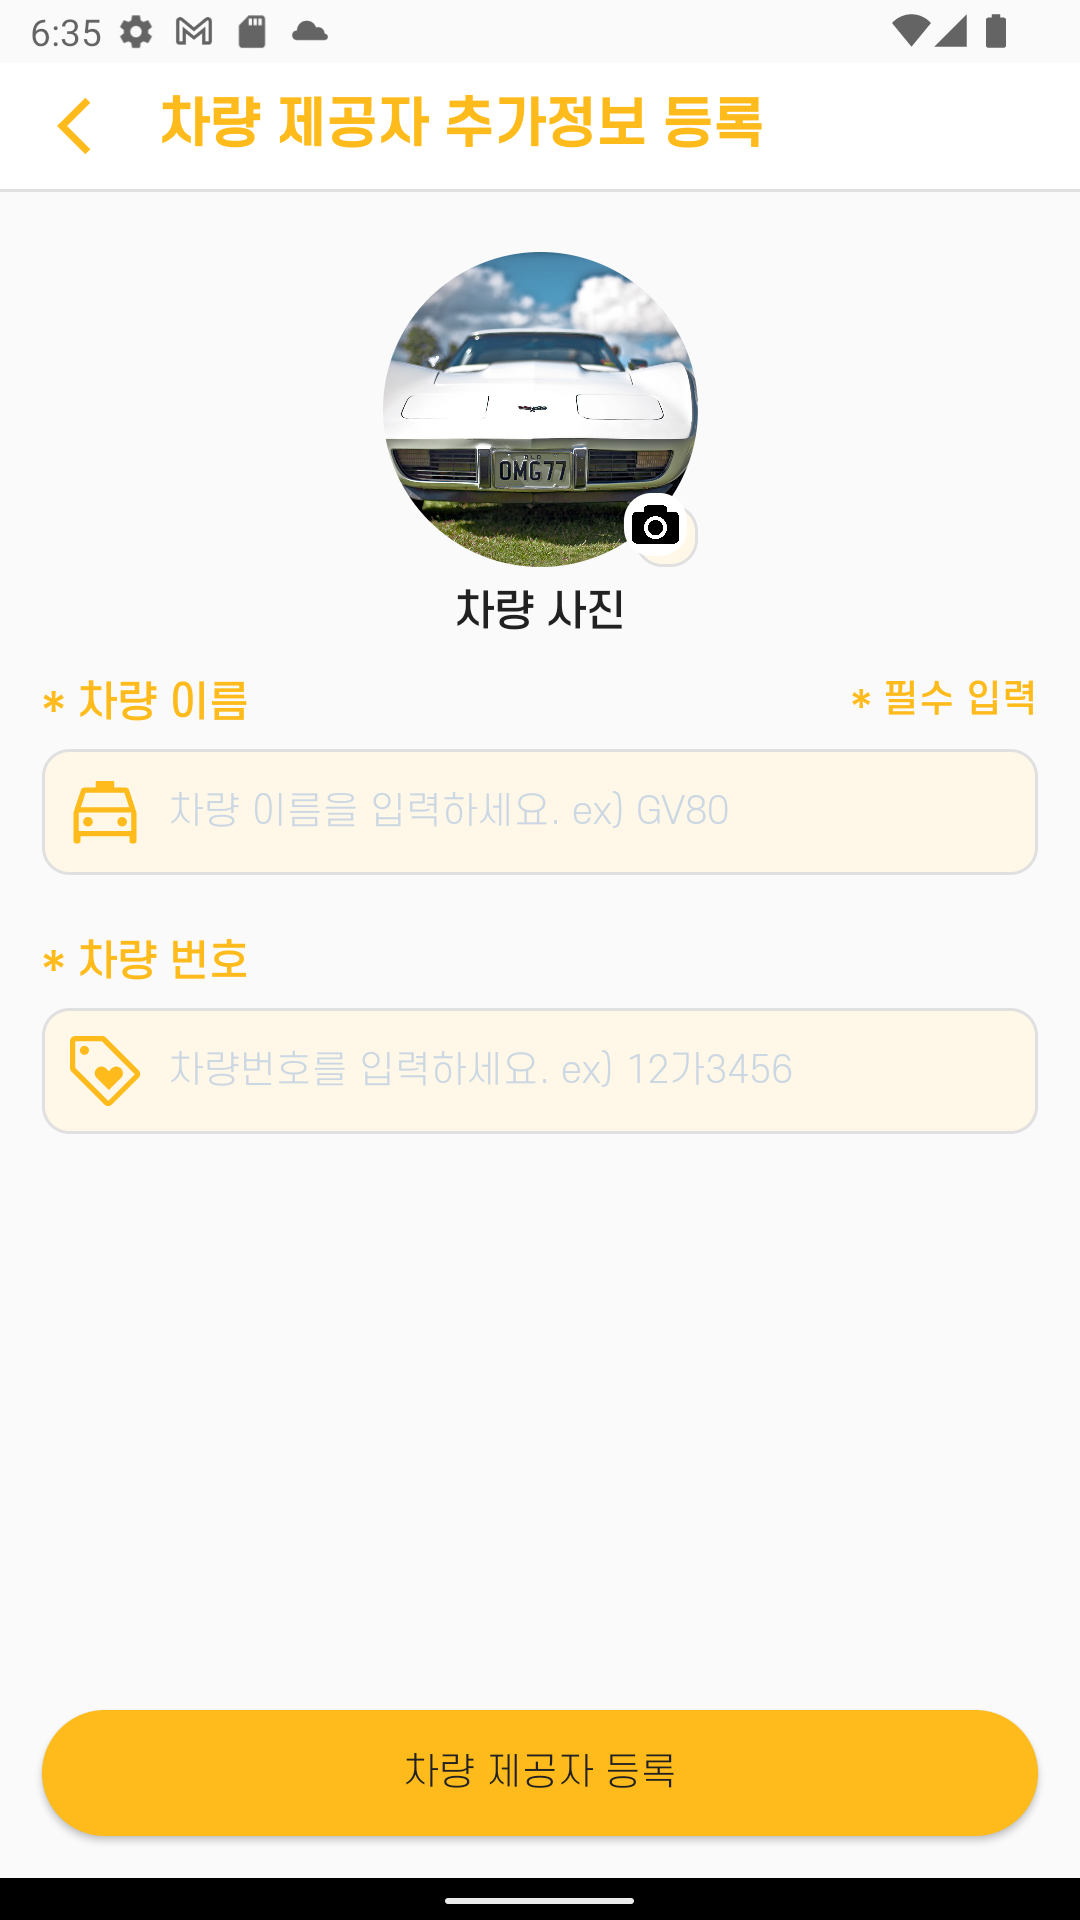 6:35
차량 제공자 추가정보 등록
OMG77
차량 사진
* 차량 이름
* 필수 입력
차량 이름을 입력하세요. ex) GV80
* 차량 번호
차량번호를 입력하세요. ex) 12가3456
차량 제공자 등록